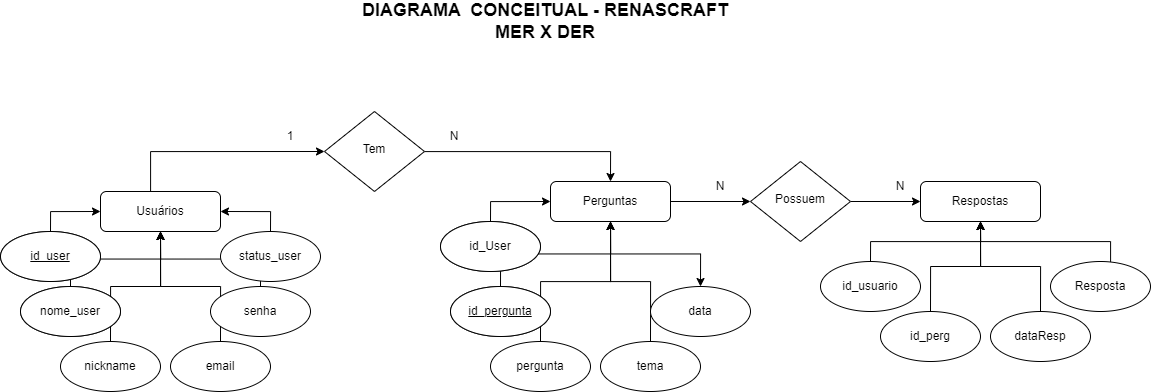 DIAGRAMA CONCEITUAL - RENASCRAFT
MER X DER
1
Tem
N
Usuários
id_user
status_user
nome_user
senha
nickname
email
Perguntas
N
Possuem
N
Respostas
id_User
id_pergunta
data
pergunta
tema
id_usuario
Resposta
id_perg
dataResp